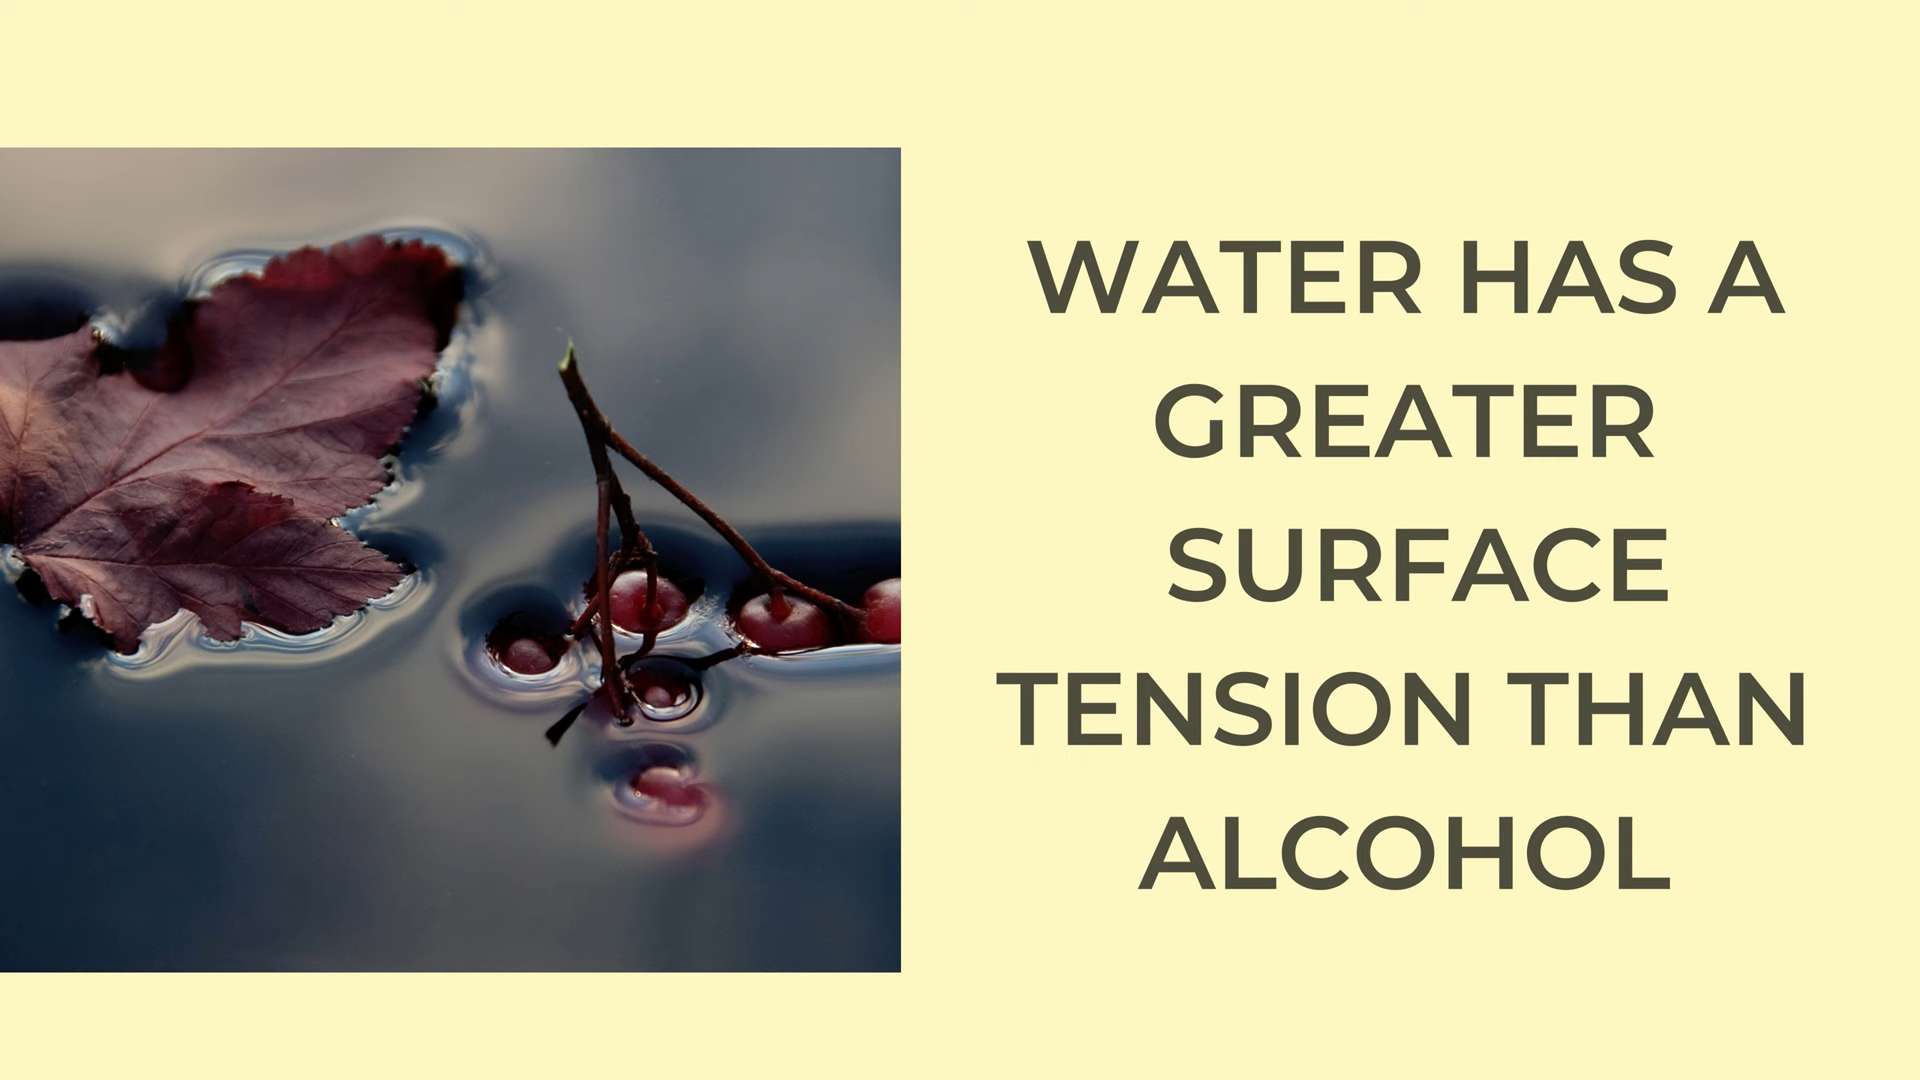 WATER HAS A
GREATER
SURFACE
TENSION THAN
ALCOHOL